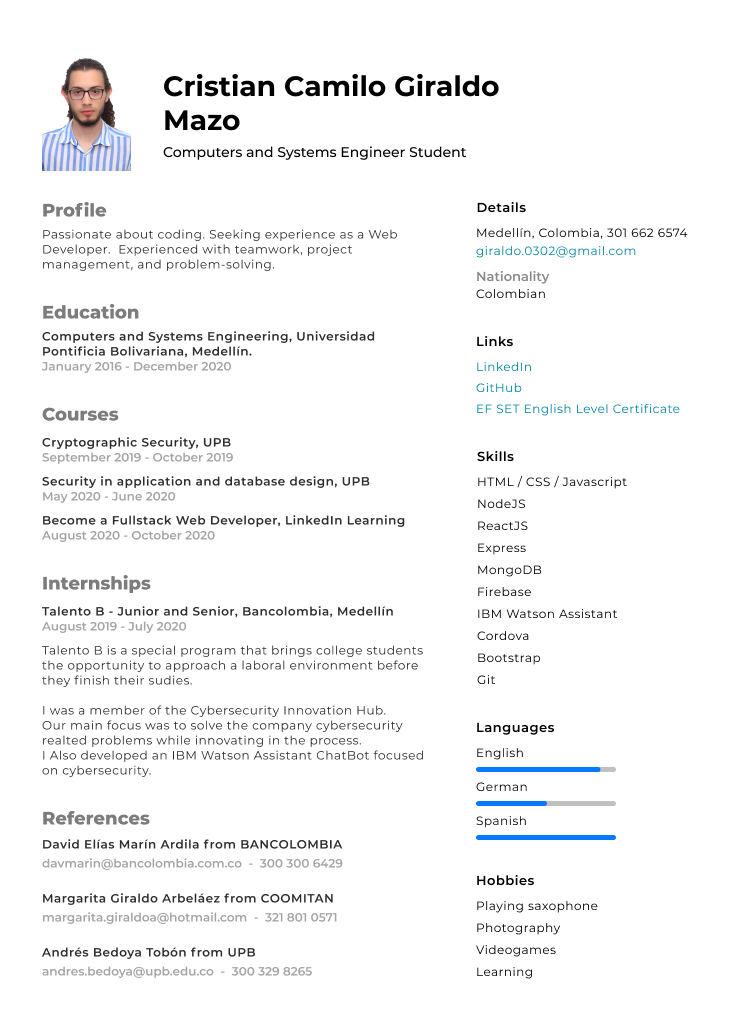 Cristian Camilo Giraldo
Mazo
Computers and Systems Engineer Student
Profile
Passionate about coding. Seeking experience as a Web
Developer.  Experienced with teamwork, project
management, and problem-solving.
Education
Computers and Systems Engineering, Universidad
Pontificia Bolivariana, Medellín.
January 2016 - December 2020
Courses
Cryptographic Security, UPB
September 2019 - October 2019
Security in application and database design, UPB
May 2020 - June 2020
Become a Fullstack Web Developer, LinkedIn Learning
August 2020 - October 2020
Internships
Talento B - Junior and Senior, Bancolombia, Medellín
August 2019 - July 2020
Talento B is a special program that brings college students
the opportunity to approach a laboral environment before
they finish their sudies.
I was a member of the Cybersecurity Innovation Hub.
Our main focus was to solve the company cybersecurity
realted problems while innovating in the process.
I Also developed an IBM Watson Assistant ChatBot focused
on cybersecurity.
References
David Elías Marín Ardila from BANCOLOMBIA
davmarin@bancolombia.com.co  -  300 300 6429
Margarita Giraldo Arbeláez from COOMITAN
margarita.giraldoa@hotmail.com  -  321 801 0571
Andrés Bedoya Tobón from UPB
andres.bedoya@upb.edu.co  -  300 329 8265
Details
Medellín, Colombia, 301 662 6574
giraldo.0302@gmail.com
Nationality
Colombian
Links
LinkedIn
GitHub
EF SET English Level Certificate
Skills
HTML / CSS / Javascript
NodeJS
ReactJS
Express
MongoDB
Firebase
IBM Watson Assistant
Cordova
Bootstrap
Git
Languages
English
German
Spanish
Hobbies
Playing saxophone
Photography
Videogames
Learning